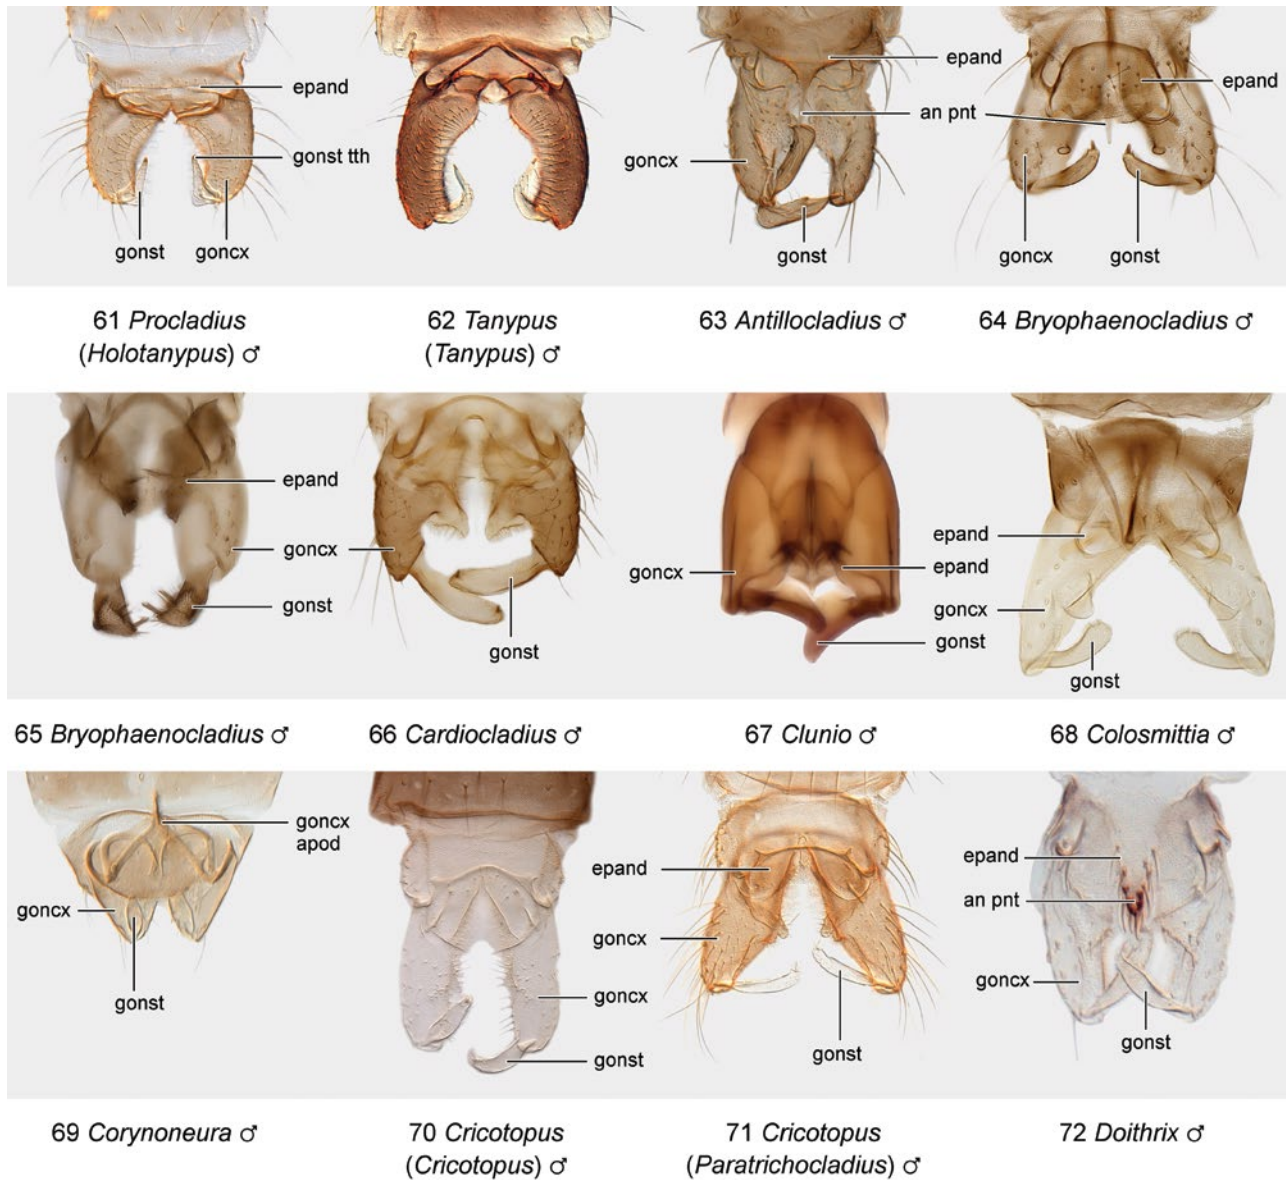 epand
gonst tth
gonst
goncx
epand
an pnt
goncx
gonst
epand
goncx
gonst
61 Procladius
(Holotanypus) ♂
62 Tanypus
(Tanypus) ♂
63 Antillocladius ♂
64 Bryophaenocladius ♂
epand
goncx
gonst
gonst
goncx
epand
gonst
epand
goncx
gonst
65 Bryophaenocladius ♂
66 Cardiocladius ♂
67 Clunio ♂
68 Colosmittia ♂
goncx
apod
goncx
gonst
goncx
gonst
epand
goncx
gonst
epand
an pnt
goncx
gonst
69 Corynoneura ♂
70 Cricotopus
(Cricotopus) ♂
71 Cricotopus
(Paratrichocladius) ♂
72 Doithrix ♂